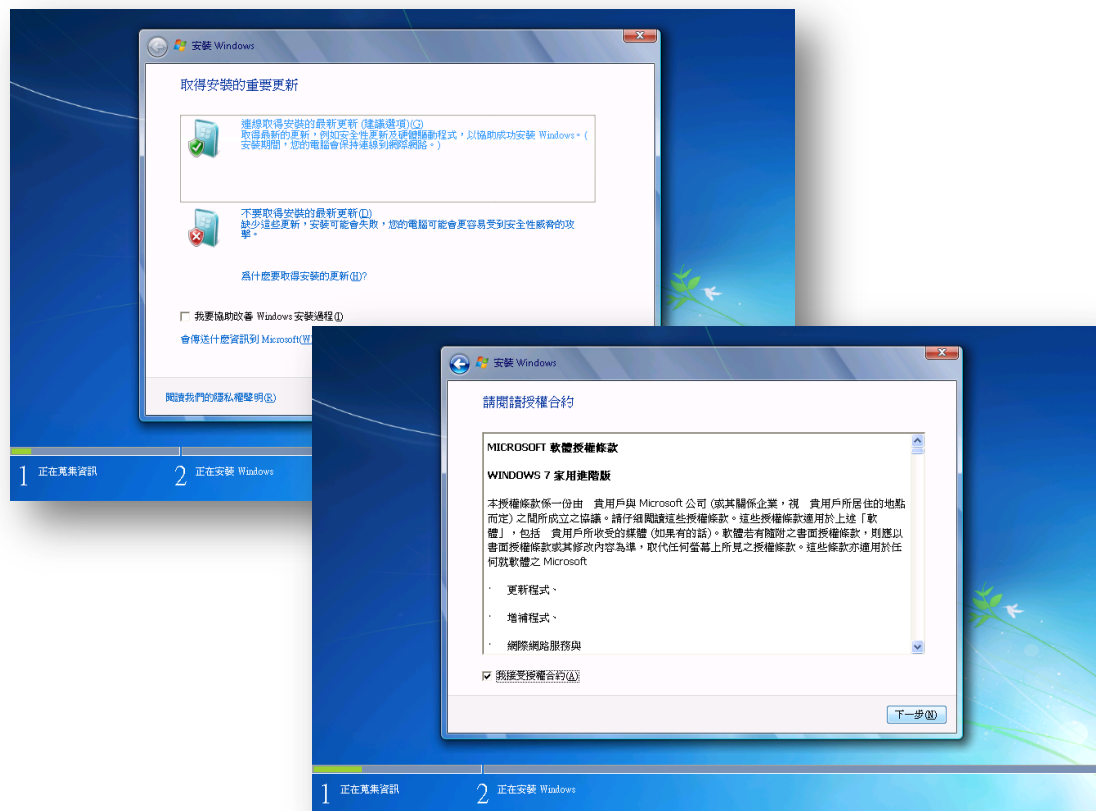 安裝 Windows
取得安裝的重要更新
連線取得安裝的最新更新 (建議選項)(G)
取得最新的更新，例如安全性更新及硬體驅動程式，以協助成功安裝 Windows。(
安裝期間，您的電腦會保持連線到網際網路。)
不要取得安裝的最新更新(D)
缺少這些更新，安裝可能會失敗，您的電腦可能會更容易受到安全性威脅的攻
擊。
為什麼要取得安裝的更新(H)?
我要協助改善 Windows 安裝過程(I)
會傳送什麼資訊到 Microsoft(W
閱讀我們的隱私權聲明(R)
1 正在蒐集資訊
2 正在安裝 Windows
安裝 Windows
請閱讀授權合約
MICROSOFT 軟體授權條款
WINDOWS 7 家用進階版
本授權條款係一份由 貴用戶與 Microsoft 公司 (或其關係企業，視 貴用戶所居住的地點
而定) 之間所成立之協議。請仔細閱讀這些授權條款。這些授權條款適用於上述「軟
體」，包括 貴用戶所收受的媒體 (如果有的話)。軟體若有隨附之書面授權條款，則應以
書面授權條款或其修改內容為準，取代任何螢幕上所見之授權條款。這些條款亦適用於任
何就軟體之 Microsoft
· 更新程式、
· 增補程式、
· 網際網路服務與
我接受授權合約(A)
下一步(N)
1 正在蒐集資訊
2 正在安裝 Windows